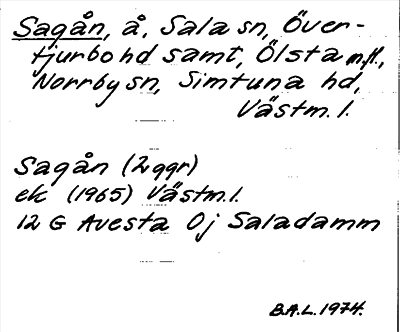 Sagån, å, Sala sn, Över-
tjurbo hd samt, Ölsta m.fl.,
Norrby sn, Simtuna hd,
Västm.l.
Sagån (2 ggr)
ek (1965) Västm.l.
12 G Avesta Oj Saladamm
B.A.L. 1974.